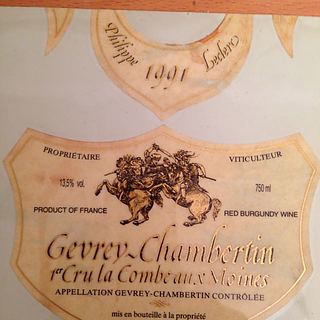 Philippe Leclerc
1991
PROPRIÉTAIRE VITICULTEUR
13,5% vol. 750 ml
PRODUCT OF FRANCE RED BURGUNDY WINE
Gevrey-Chambertin
1er Cru la Combe aux Moines
APPELLATION GEVREY-CHAMBERTIN CONTRÔLÉE
mis en bouteille à la propriété